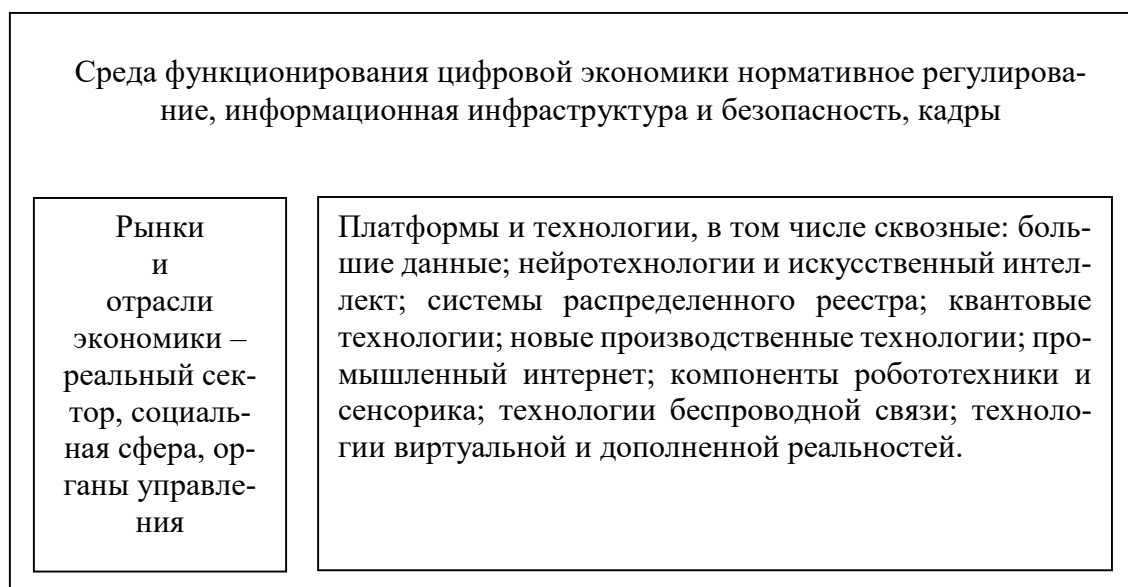 Среда функционирования цифровой экономики нормативное регулирова-
ние, информационная инфраструктура и безопасность, кадры
Рынки
и
отрасли
экономики –
реальный сек-
тор, социаль-
ная сфера, ор-
ганы управле-
ния
Платформы и технологии, в том числе сквозные: боль-
шие данные; нейротехнологии и искусственный интел-
лект; системы распределенного реестра; квантовые
технологии; новые производственные технологии; про-
мышленный интернет; компоненты робототехники и
сенсорика; технологии беспроводной связи; техноло-
гии виртуальной и дополненной реальностей.